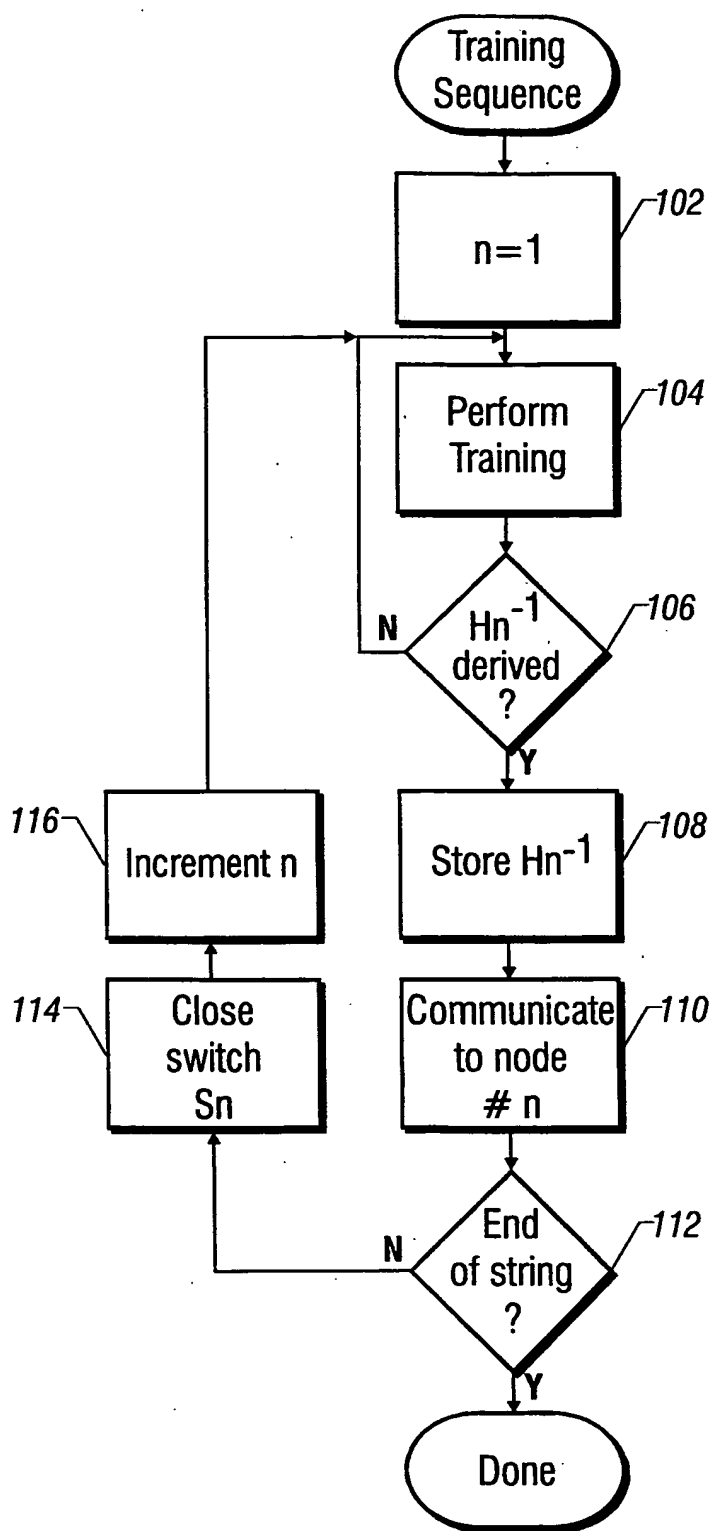 Training
Sequence
102
n=1
104
Perform
Training
106
N
Hn⁻¹
derived
?
Y
116
Increment n
108
Store Hn⁻¹
114
Close
switch
Sn
110
Communicate
to node
# n
112
N
End
of string
?
Y
Done